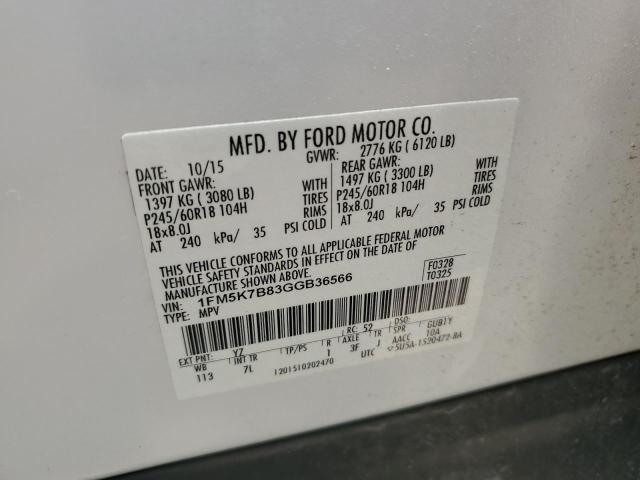 MFD. BY FORD MOTOR CO.
DATE: 10/15 GVWR: 2776 KG ( 6120 LB)
FRONT GAWR: REAR GAWR:
1397 KG ( 3080 LB) WITH 1497 KG ( 3300 LB) WITH
P245/60R18 104H TIRES P245/60R18 104H TIRES
18x8.0J RIMS 18x8.0J RIMS
AT 240 kPa/ 35 PSI COLD AT 240 kPa/ 35 PSI COLD
THIS VEHICLE CONFORMS TO ALL APPLICABLE FEDERAL MOTOR
VEHICLE SAFETY STANDARDS IN EFFECT ON THE DATE OF
MANUFACTURE SHOWN ABOVE. F0328
VIN: 1FM5K7B83GGB36566 T0325
TYPE: MPV
EXT PNT: YZ RC: 52 DSO:
WB INT TR TP/PS R AXLE TR SPR GUB1Y
113 7L 1 3F J AACC 10A
1201510202470 UTC 5U5A-1520472-BA